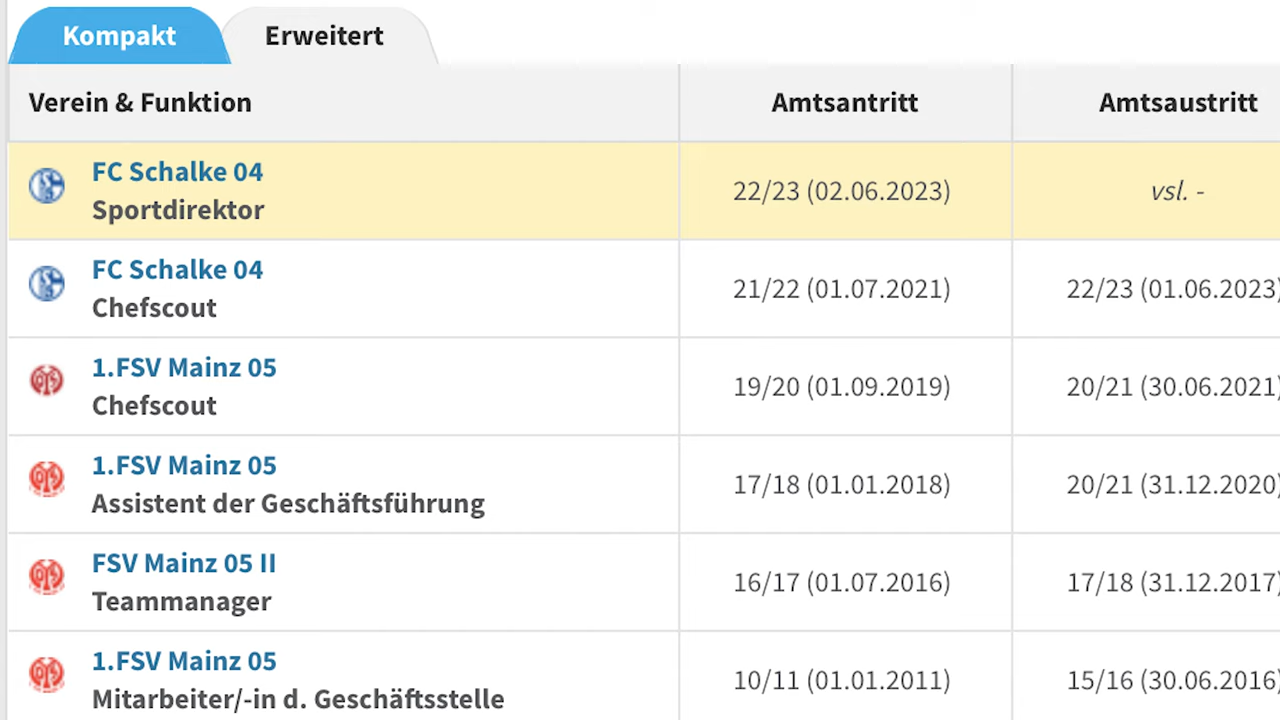 Kompakt Erweitert
Verein & Funktion Amtsantritt Amtsaustritt
FC Schalke 04
Sportdirektor 22/23 (02.06.2023) vsl. -
FC Schalke 04
Chefscout 21/22 (01.07.2021) 22/23 (01.06.2023)
1.FSV Mainz 05
Chefscout 19/20 (01.09.2019) 20/21 (30.06.2021)
1.FSV Mainz 05
Assistent der Geschäftsführung 17/18 (01.01.2018) 20/21 (31.12.2020)
FSV Mainz 05 II
Teammanager 16/17 (01.07.2016) 17/18 (31.12.2017)
1.FSV Mainz 05
Mitarbeiter/-in d. Geschäftsstelle 10/11 (01.01.2011) 15/16 (30.06.2016)